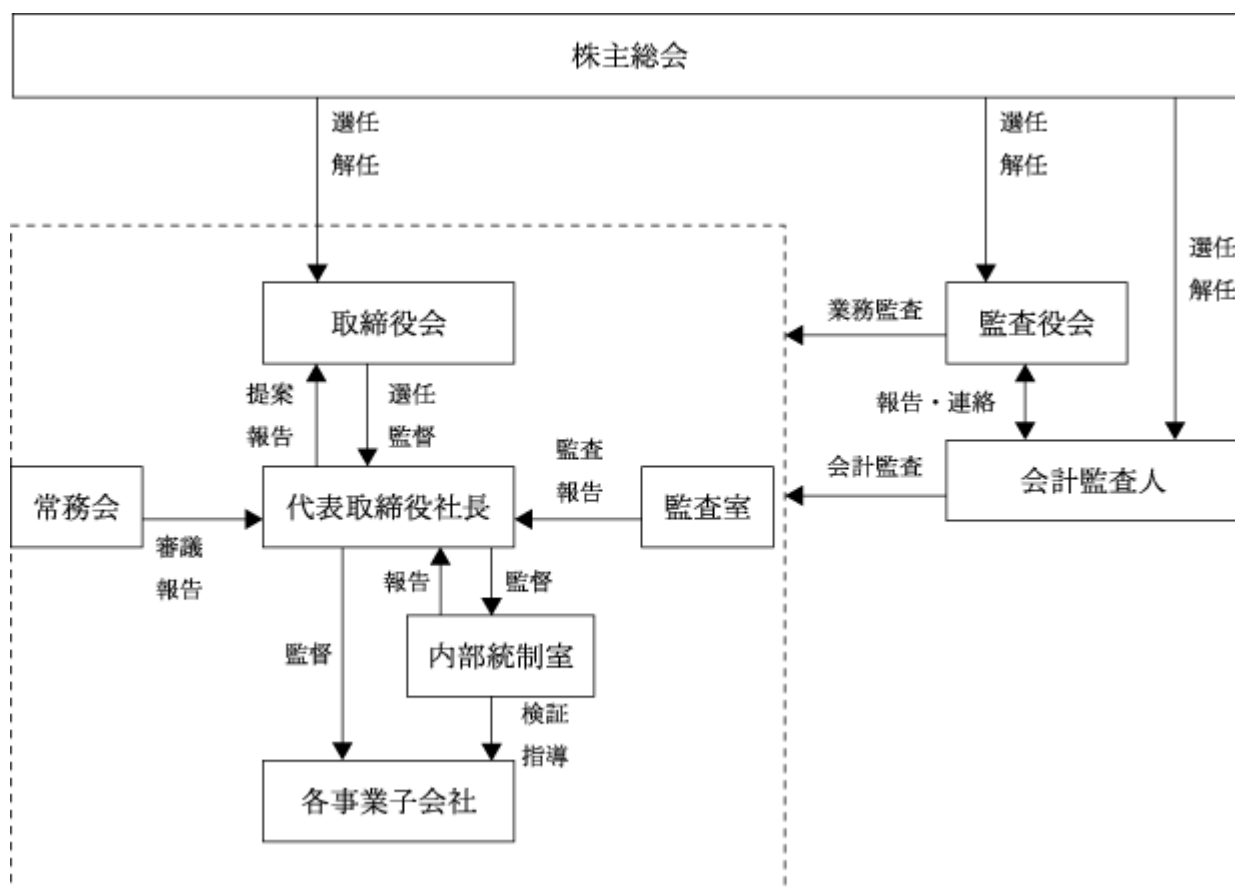 株主総会
選任
解任
選任
解任
選任
解任
取締役会
業務監査
監査役会
提案
報告
選任
監督
報告・連絡
監査
報告
常務会
代表取締役社長
監査室
会計監査
会計監査人
審議
報告
報告
監督
監督
内部統制室
検証
指導
各事業子会社